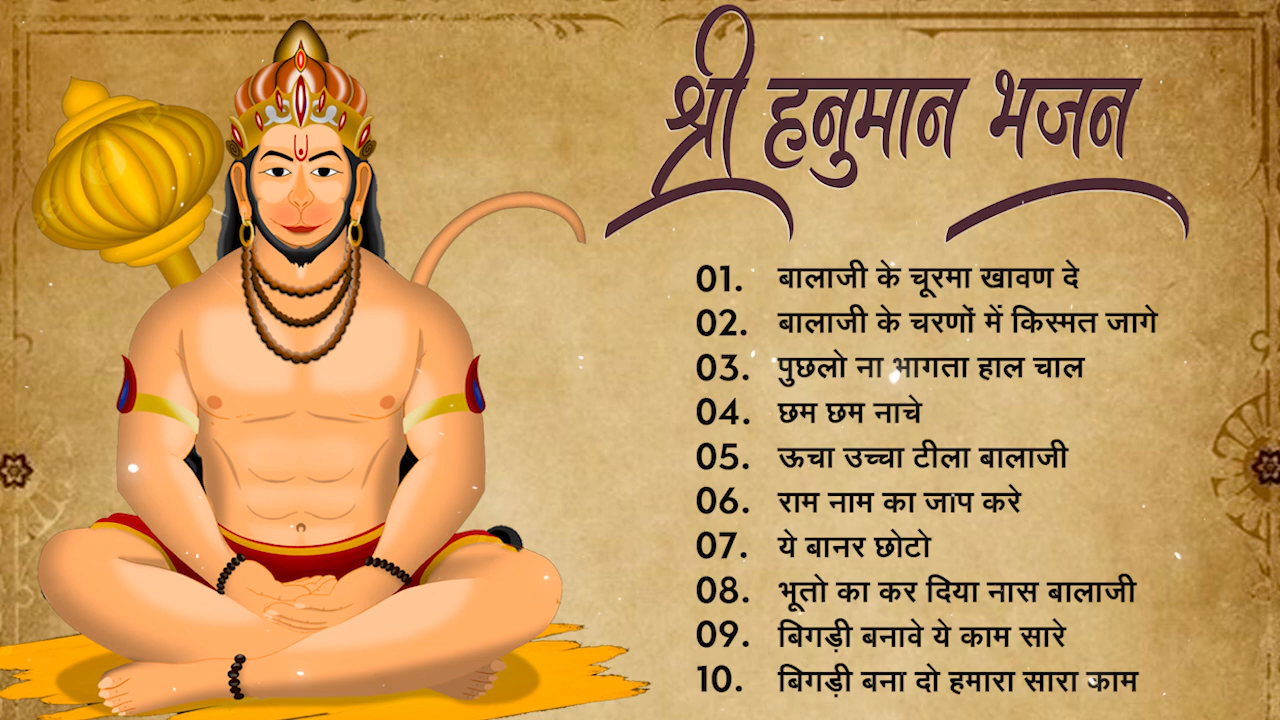 श्री हनुमान भजन
01. बालाजी के चूरमा खावण दे
02. बालाजी के चरणों में किस्मत जागे
03. पुछलो ना भागता हाल चाल
04. छम छम नाचे
05. ऊचा उच्चा टीला बालाजी
06. राम नाम का जाप करे
07. ये बानर छोटो
08. भूतो का कर दिया नास बालाजी
09. बिगड़ी बनावे ये काम सारे
10. बिगड़ी बना दो हमारा सारा काम